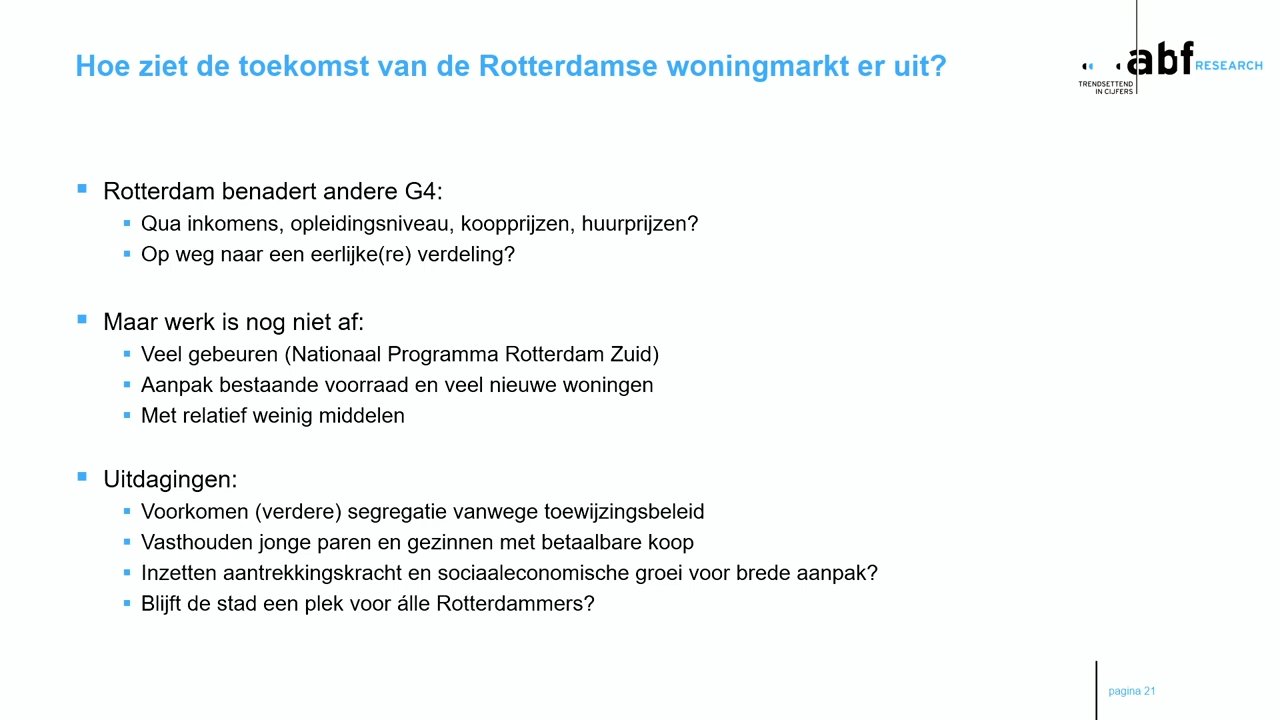 Hoe ziet de toekomst van de Rotterdamse woningmarkt er uit?
abf RESEARCH
TRENDSETTEND
IN CIJFERS
Rotterdam benadert andere G4:
Qua inkomens, opleidingsniveau, koopprijzen, huurprijzen?
Op weg naar een eerlijke(re) verdeling?
Maar werk is nog niet af:
Veel gebeuren (Nationaal Programma Rotterdam Zuid)
Aanpak bestaande voorraad en veel nieuwe woningen
Met relatief weinig middelen
Uitdagingen:
Voorkomen (verdere) segregatie vanwege toewijzingsbeleid
Vasthouden jonge paren en gezinnen met betaalbare koop
Inzetten aantrekkingskracht en sociaaleconomische groei voor brede aanpak?
Blijft de stad een plek voor álle Rotterdammers?
pagina 21